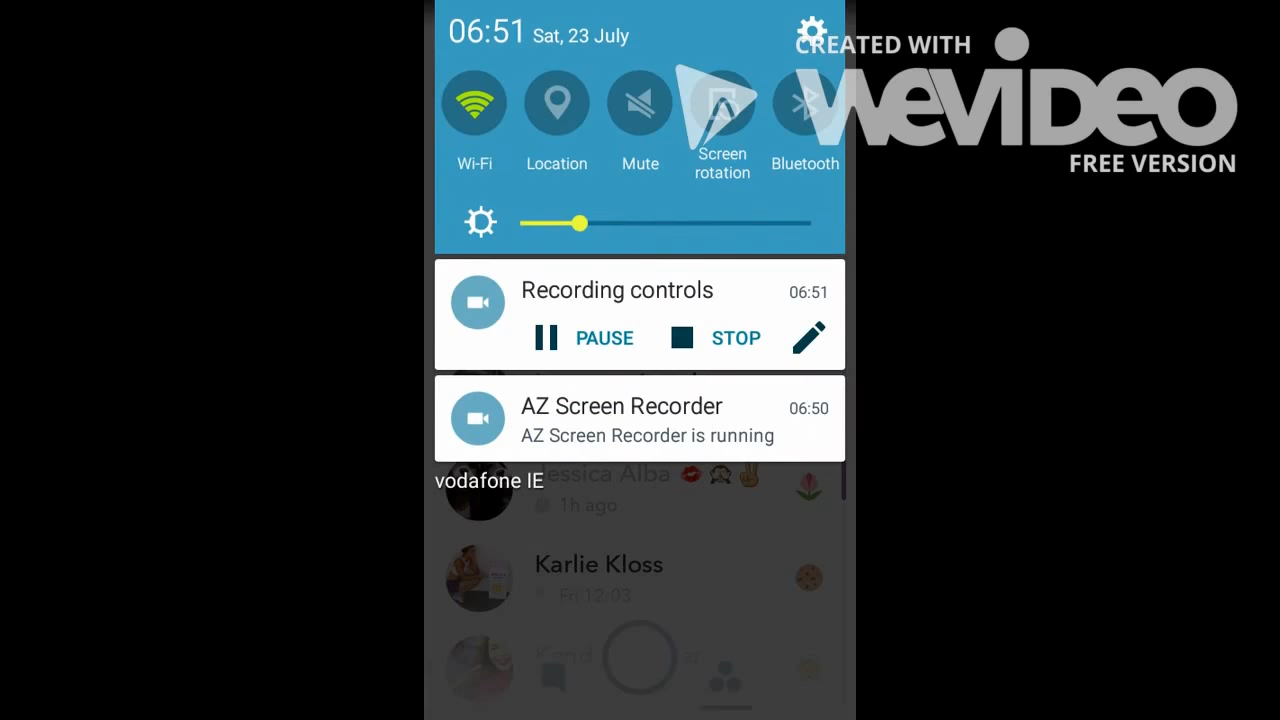 06:51 Sat, 23 July
CREATED WITH
WEVIDEO
FREE VERSION
Wi-Fi
Location
Mute
Screen
rotation
Bluetooth
Recording controls
06:51
PAUSE
STOP
AZ Screen Recorder
06:50
AZ Screen Recorder is running
vodafone IE
Jessica Alba 💋🙈✌
1h ago
Karlie Kloss
Fri 12:03